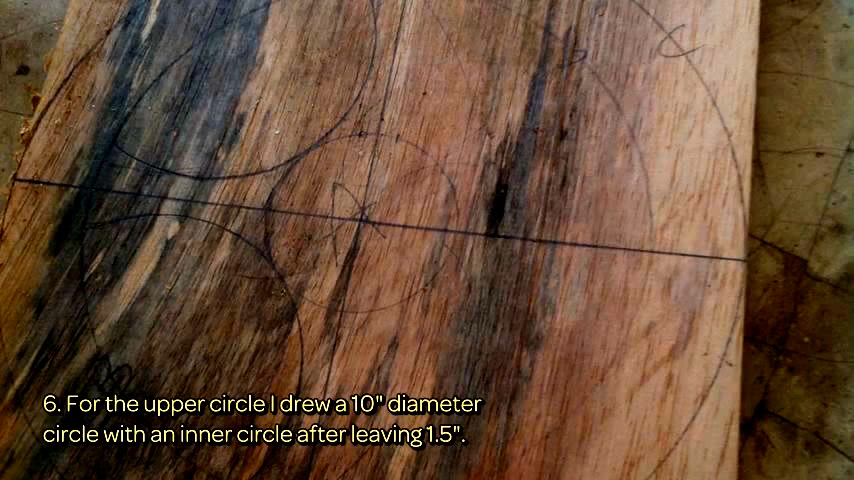 6. For the upper circle I drew a 10" diameter
circle with an inner circle after leaving 1.5".